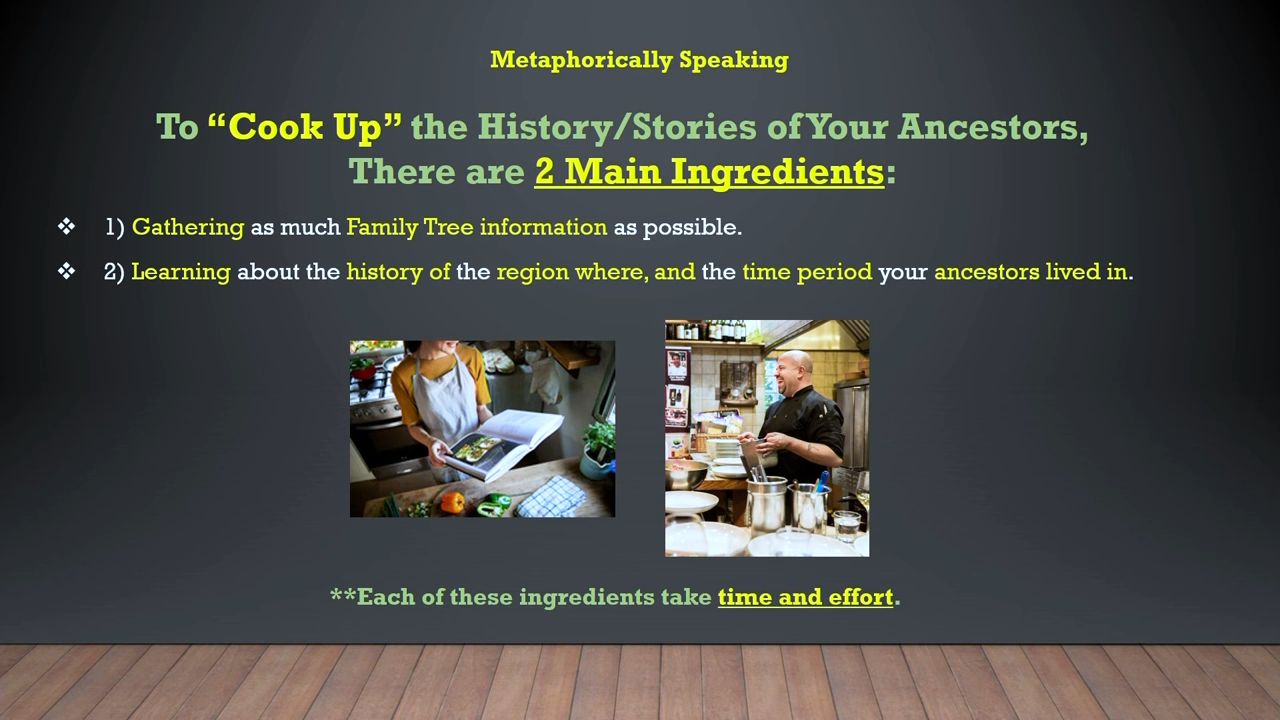 Metaphorically Speaking
To “Cook Up” the History/Stories of Your Ancestors,
There are 2 Main Ingredients:
❖ 1) Gathering as much Family Tree information as possible.
❖ 2) Learning about the history of the region where, and the time period your ancestors lived in.
**Each of these ingredients take time and effort.